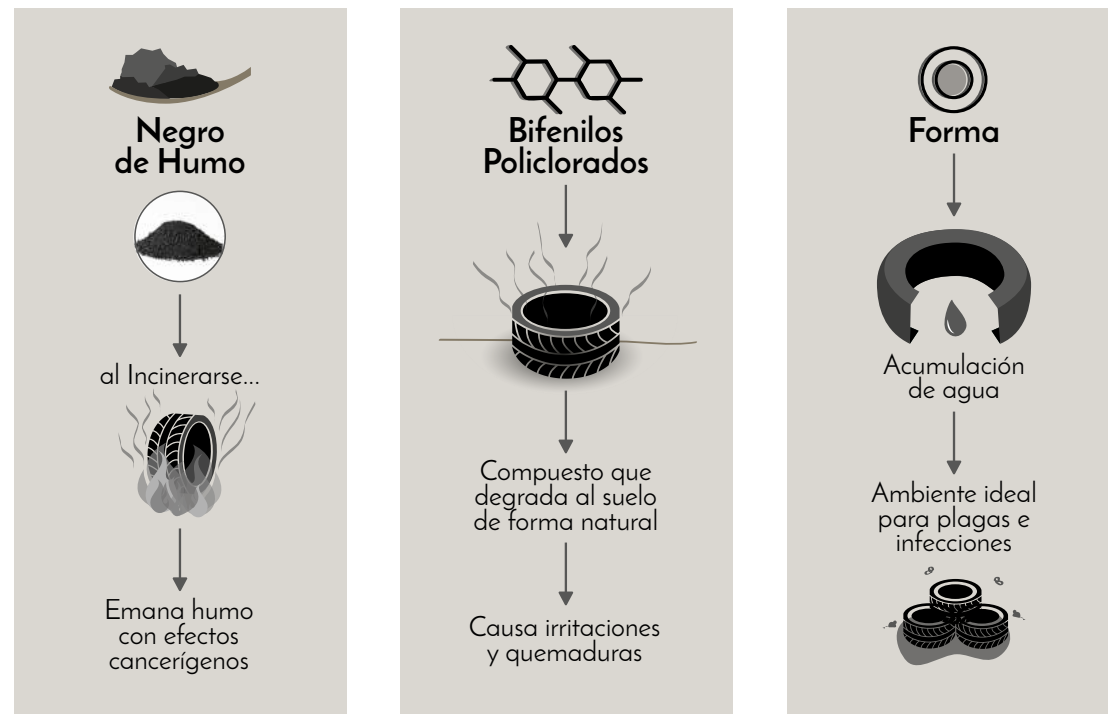 Negro
de Humo
al Incinerarse...
Emana humo
con efectos
cancerígenos
Bifenilos
Policlorados
Compuesto que
degrada al suelo
de forma natural
Causa irritaciones
y quemaduras
Forma
Acumulación
de agua
Ambiente ideal
para plagas e
infecciones